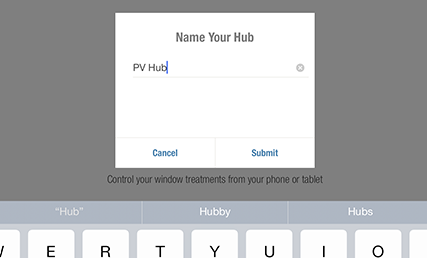 Name Your Hub
PV Hub
Cancel
Submit
Control your window treatments from your phone or tablet
“Hub”
Hubby
Hubs
W E R T Y U I O